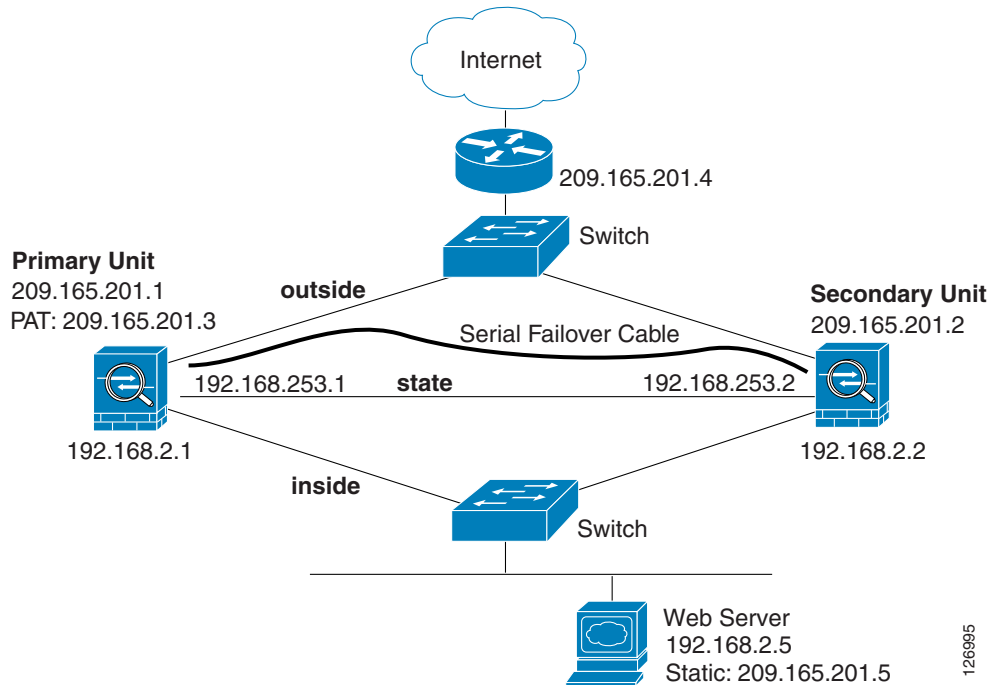 Internet
209.165.201.4
Switch
Primary Unit
209.165.201.1
PAT: 209.165.201.3
outside
Secondary Unit
209.165.201.2
Serial Failover Cable
192.168.253.1
state
192.168.253.2
192.168.2.1
192.168.2.2
inside
Switch
Web Server
192.168.2.5
Static: 209.165.201.5
126995